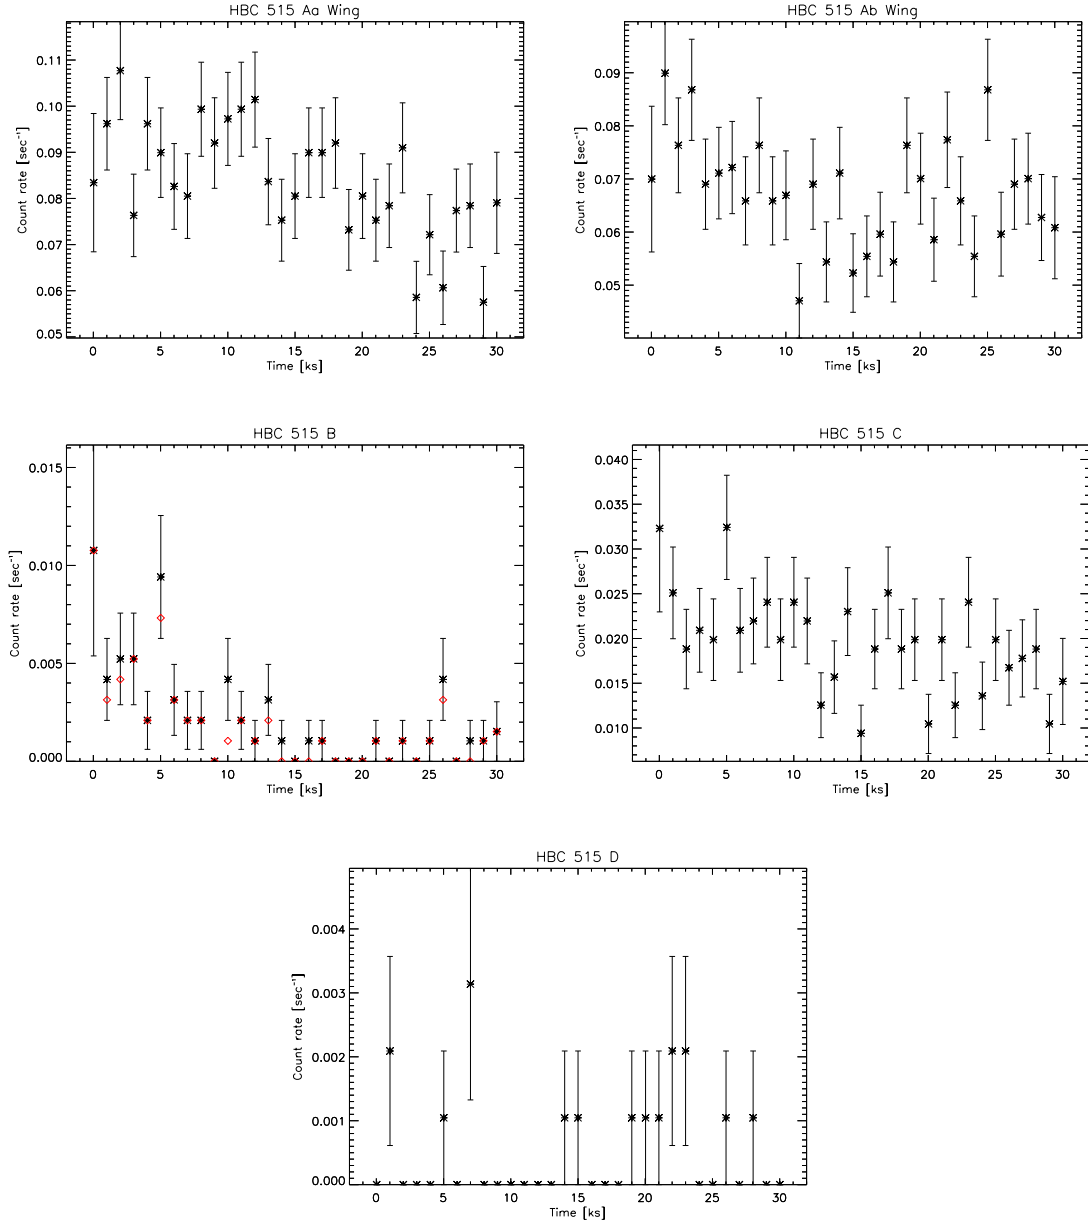 HBC 515 Aa Wing
Count rate [sec⁻¹]
0.11
0.10
0.09
0.08
0.07
0.06
0.05
0 5 10 15 20 25 30
Time [ks]
HBC 515 Ab Wing
Count rate [sec⁻¹]
0.09
0.08
0.07
0.06
0.05
0 5 10 15 20 25 30
Time [ks]
HBC 515 B
Count rate [sec⁻¹]
0.015
0.010
0.005
0.000
0 5 10 15 20 25 30
Time [ks]
HBC 515 C
Count rate [sec⁻¹]
0.040
0.035
0.030
0.025
0.020
0.015
0.010
0 5 10 15 20 25 30
Time [ks]
HBC 515 D
Count rate [sec⁻¹]
0.004
0.003
0.002
0.001
0.000
0 5 10 15 20 25 30
Time [ks]